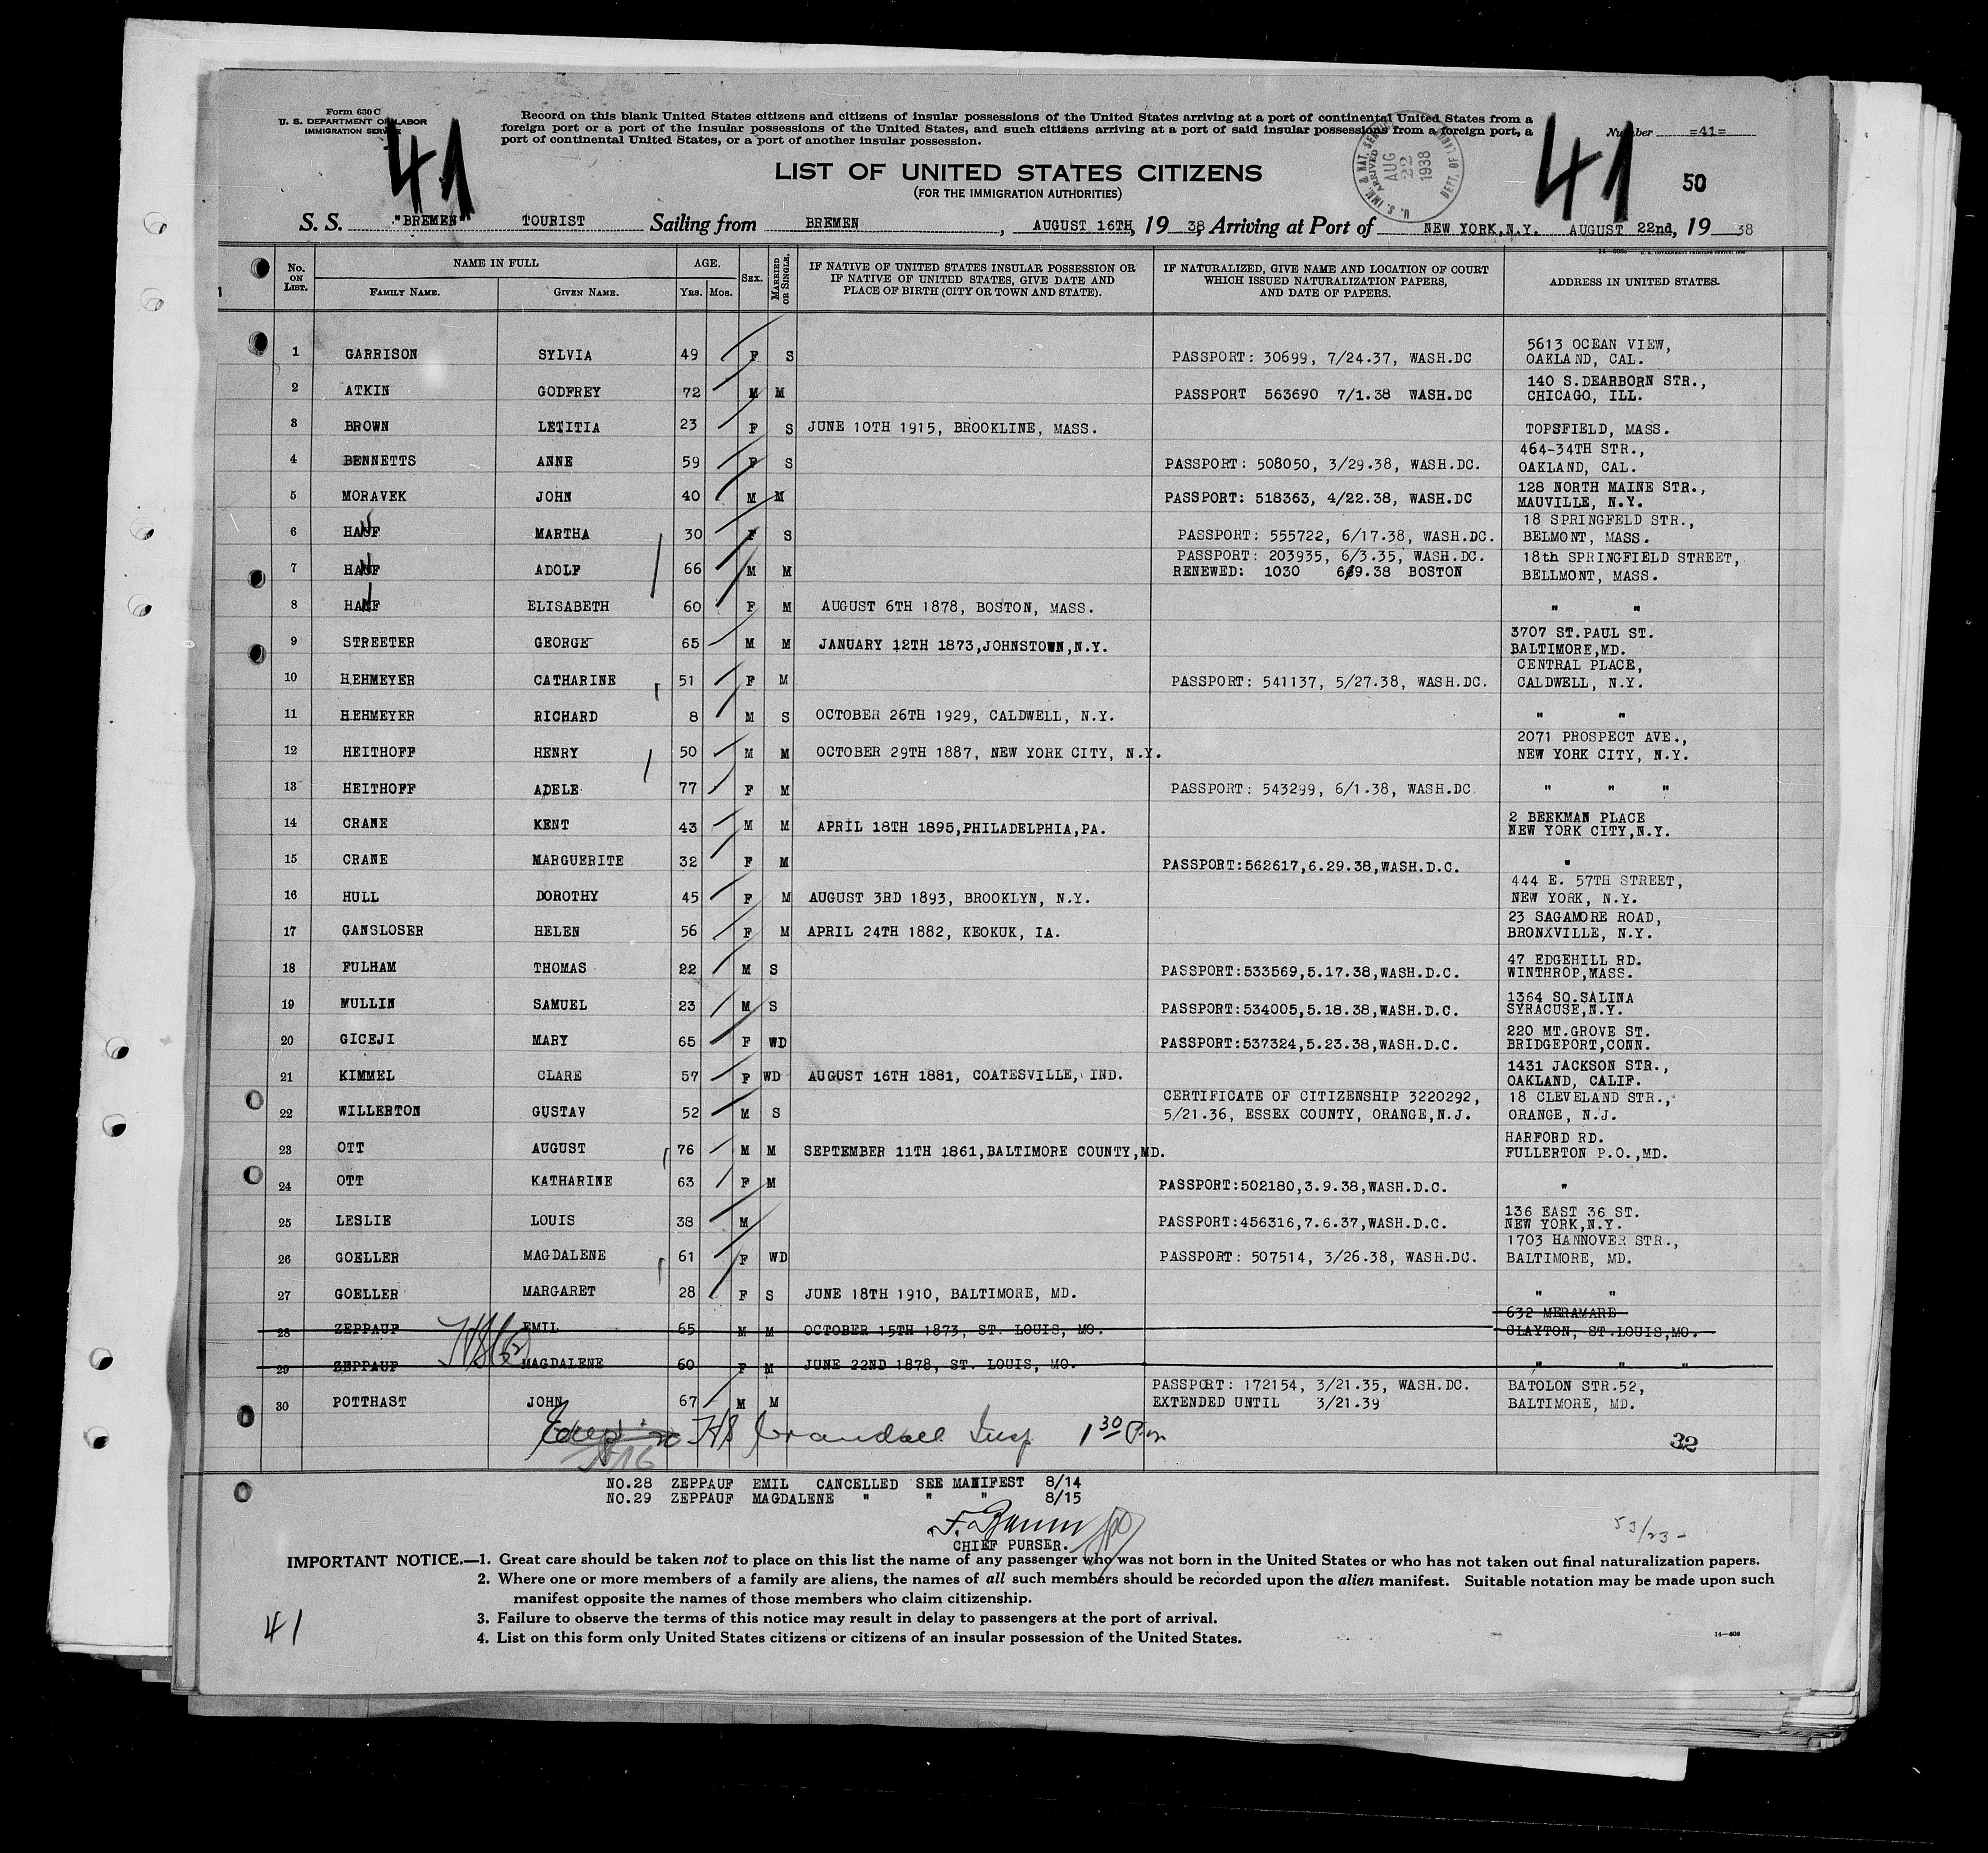 Form 630 C
U. S. DEPARTMENT OF LABOR
IMMIGRATION SERVICE
41
Record on this blank United States citizens and citizens of insular possessions of the United States arriving at a port of continental United States from a
foreign port or a port of the insular possessions of the United States, and such citizens arriving at a port of said insular possessions from a foreign port, a
port of continental United States, or a port of another insular possession.
Number =41=
LIST OF UNITED STATES CITIZENS
(FOR THE IMMIGRATION AUTHORITIES)
U. S. IMM. & NAT. SERVICE DEPT. OF LABOR ARRIVED AUG 22 1938
41
50
S. S. "BREMEN" TOURIST Sailing from BREMEN, AUGUST 16TH, 19 38, Arriving at Port of NEW YORK,N.Y. AUGUST 22nd, 19 38
No. ON LIST. NAME IN FULL FAMILY NAME. GIVEN NAME. AGE. YRS. MOS. SEX. MARRIED OR SINGLE. IF NATIVE OF UNITED STATES INSULAR POSSESSION OR IF NATIVE OF UNITED STATES, GIVE DATE AND PLACE OF BIRTH (CITY OR TOWN AND STATE). IF NATURALIZED, GIVE NAME AND LOCATION OF COURT WHICH ISSUED NATURALIZATION PAPERS, AND DATE OF PAPERS. ADDRESS IN UNITED STATES.
1 GARRISON SYLVIA 49 F S PASSPORT: 30699, 7/24.37, WASH.DC 5613 OCEAN VIEW, OAKLAND, CAL.
2 ATKIN GODFREY 72 M M PASSPORT 563690 7/1.38 WASH.DC 140 S.DEARBORN STR., CHICAGO, ILL.
3 BROWN LETITIA 23 F S JUNE 10TH 1915, BROOKLINE, MASS. TOPSFIELD, MASS.
4 BENNETTS ANNE 59 F S PASSPORT: 508050, 3/29.38, WASH.DC. 464-34TH STR., OAKLAND, CAL.
5 MORAVEK JOHN 40 M M PASSPORT: 518363, 4/22.38, WASH.DC 128 NORTH MAINE STR., MAUVILLE, N.Y.
6 HAUF MARTHA 30 F S PASSPORT: 555722, 6/17.38, WASH.DC. 18 SPRINGFELD STR., BELMONT, MASS.
7 HAUF ADOLF 66 M M PASSPORT: 203935, 6/3.35, WASH.DC. RENEWED: 1030 6/9.38 BOSTON 18th SPRINGFIELD STREET, BELLMONT, MASS.
8 HAUF ELISABETH 60 F M AUGUST 6TH 1878, BOSTON, MASS. " "
9 STREETER GEORGE 65 M M JANUARY 12TH 1873,JOHNSTOWN,N.Y. 3707 ST.PAUL ST. BALTIMORE,MD.
10 HEHMEYER CATHARINE 51 F M PASSPORT: 541137, 5/27.38, WASH.DC. CENTRAL PLACE, CALDWELL, N.Y.
11 HEHMEYER RICHARD 8 M S OCTOBER 26TH 1929, CALDWELL, N.Y. " "
12 HEITHOFF HENRY 50 M M OCTOBER 29TH 1887, NEW YORK CITY, N.Y. 2071 PROSPECT AVE., NEW YORK CITY, N.Y.
13 HEITHOFF ADELE 77 F M PASSPORT: 543299, 6/1.38, WASH.DC. " " "
14 CRANE KENT 43 M M APRIL 18TH 1895,PHILADELPHIA,PA. 2 BEEKMAN PLACE NEW YORK CITY,N.Y.
15 CRANE MARGUERITE 32 F M PASSPORT:562617,6.29.38,WASH.D.C. "
16 HULL DOROTHY 45 F M AUGUST 3RD 1893, BROOKLYN, N.Y. 444 E. 57TH STREET, NEW YORK, N.Y.
17 GANSLOSER HELEN 56 F M APRIL 24TH 1882, KEOKUK, IA. 23 SAGAMORE ROAD, BRONXVILLE, N.Y.
18 FULHAM THOMAS 22 M S PASSPORT:533569,5.17.38,WASH.D.C. 47 EDGEHILL RD. WINTHROP,MASS.
19 MULLIN SAMUEL 23 M S PASSPORT:534005,5.18.38,WASH.D.C. 1364 SO.SALINA SYRACUSE,N.Y.
20 GICEJI MARY 65 F WD PASSPORT:537324,5.23.38,WASH.D.C. 220 MT.GROVE ST. BRIDGEPORT,CONN.
21 KIMMEL CLARE 57 F WD AUGUST 16TH 1881, COATESVILLE, IND. 1431 JACKSON STR., OAKLAND, CALIF.
22 WILLERTON GUSTAV 52 M S CERTIFICATE OF CITIZENSHIP 3220292, 5/21.36, ESSEX COUNTY, ORANGE,N.J. 18 CLEVELAND STR., ORANGE, N.J.
23 OTT AUGUST 76 M M SEPTEMBER 11TH 1861,BALTIMORE COUNTY,MD. HARFORD RD. FULLERTON P.O.,MD.
24 OTT KATHARINE 63 F M PASSPORT:502180,3.9.38,WASH.D.C. "
25 LESLIE LOUIS 38 M PASSPORT:456316,7.6.37,WASH.D.C. 136 EAST 36 ST. NEW YORK,N.Y.
26 GOELLER MAGDALENE 61 F WD PASSPORT: 507514, 3/26.38, WASH.DC. 1703 HANNOVER STR., BALTIMORE, MD.
27 GOELLER MARGARET 28 F S JUNE 18TH 1910, BALTIMORE, MD. " "
28 ZEPPAUF EMIL 65 M M OCTOBER 15TH 1873, ST. LOUIS, MO. 632 MERAMARE CLAYTON, ST.LOUIS,MO.
29 ZEPPAUF MAGDALENE 60 F M JUNE 22ND 1878, ST. LOUIS, MO. " " "
30 POTTHAST JOHN 67 M M PASSPORT: 172154, 3/21.35, WASH.DC. EXTENDED UNTIL 3/21.39 BATOLON STR.52, BALTIMORE, MD.
Crandall Insp 1 30 Pm
32
NO.28 ZEPPAUF EMIL CANCELLED SEE MANIFEST 8/14
NO.29 ZEPPAUF MAGDALENE " " " 8/15
CHIEF PURSER.
53/23-
IMPORTANT NOTICE.—1. Great care should be taken not to place on this list the name of any passenger who was not born in the United States or who has not taken out final naturalization papers.
2. Where one or more members of a family are aliens, the names of all such members should be recorded upon the alien manifest. Suitable notation may be made upon such
manifest opposite the names of those members who claim citizenship.
3. Failure to observe the terms of this notice may result in delay to passengers at the port of arrival.
4. List on this form only United States citizens or citizens of an insular possession of the United States.
41
14—608